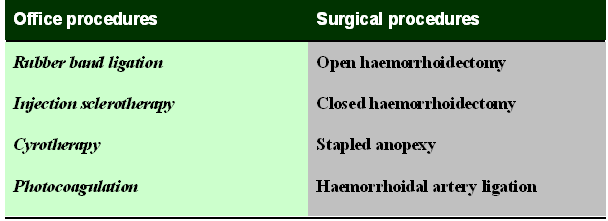 Office procedures Surgical procedures
Rubber band ligation Open haemorrhoidectomy
Injection sclerotherapy Closed haemorrhoidectomy
Cyrotherapy Stapled anopexy
Photocoagulation Haemorrhoidal artery ligation